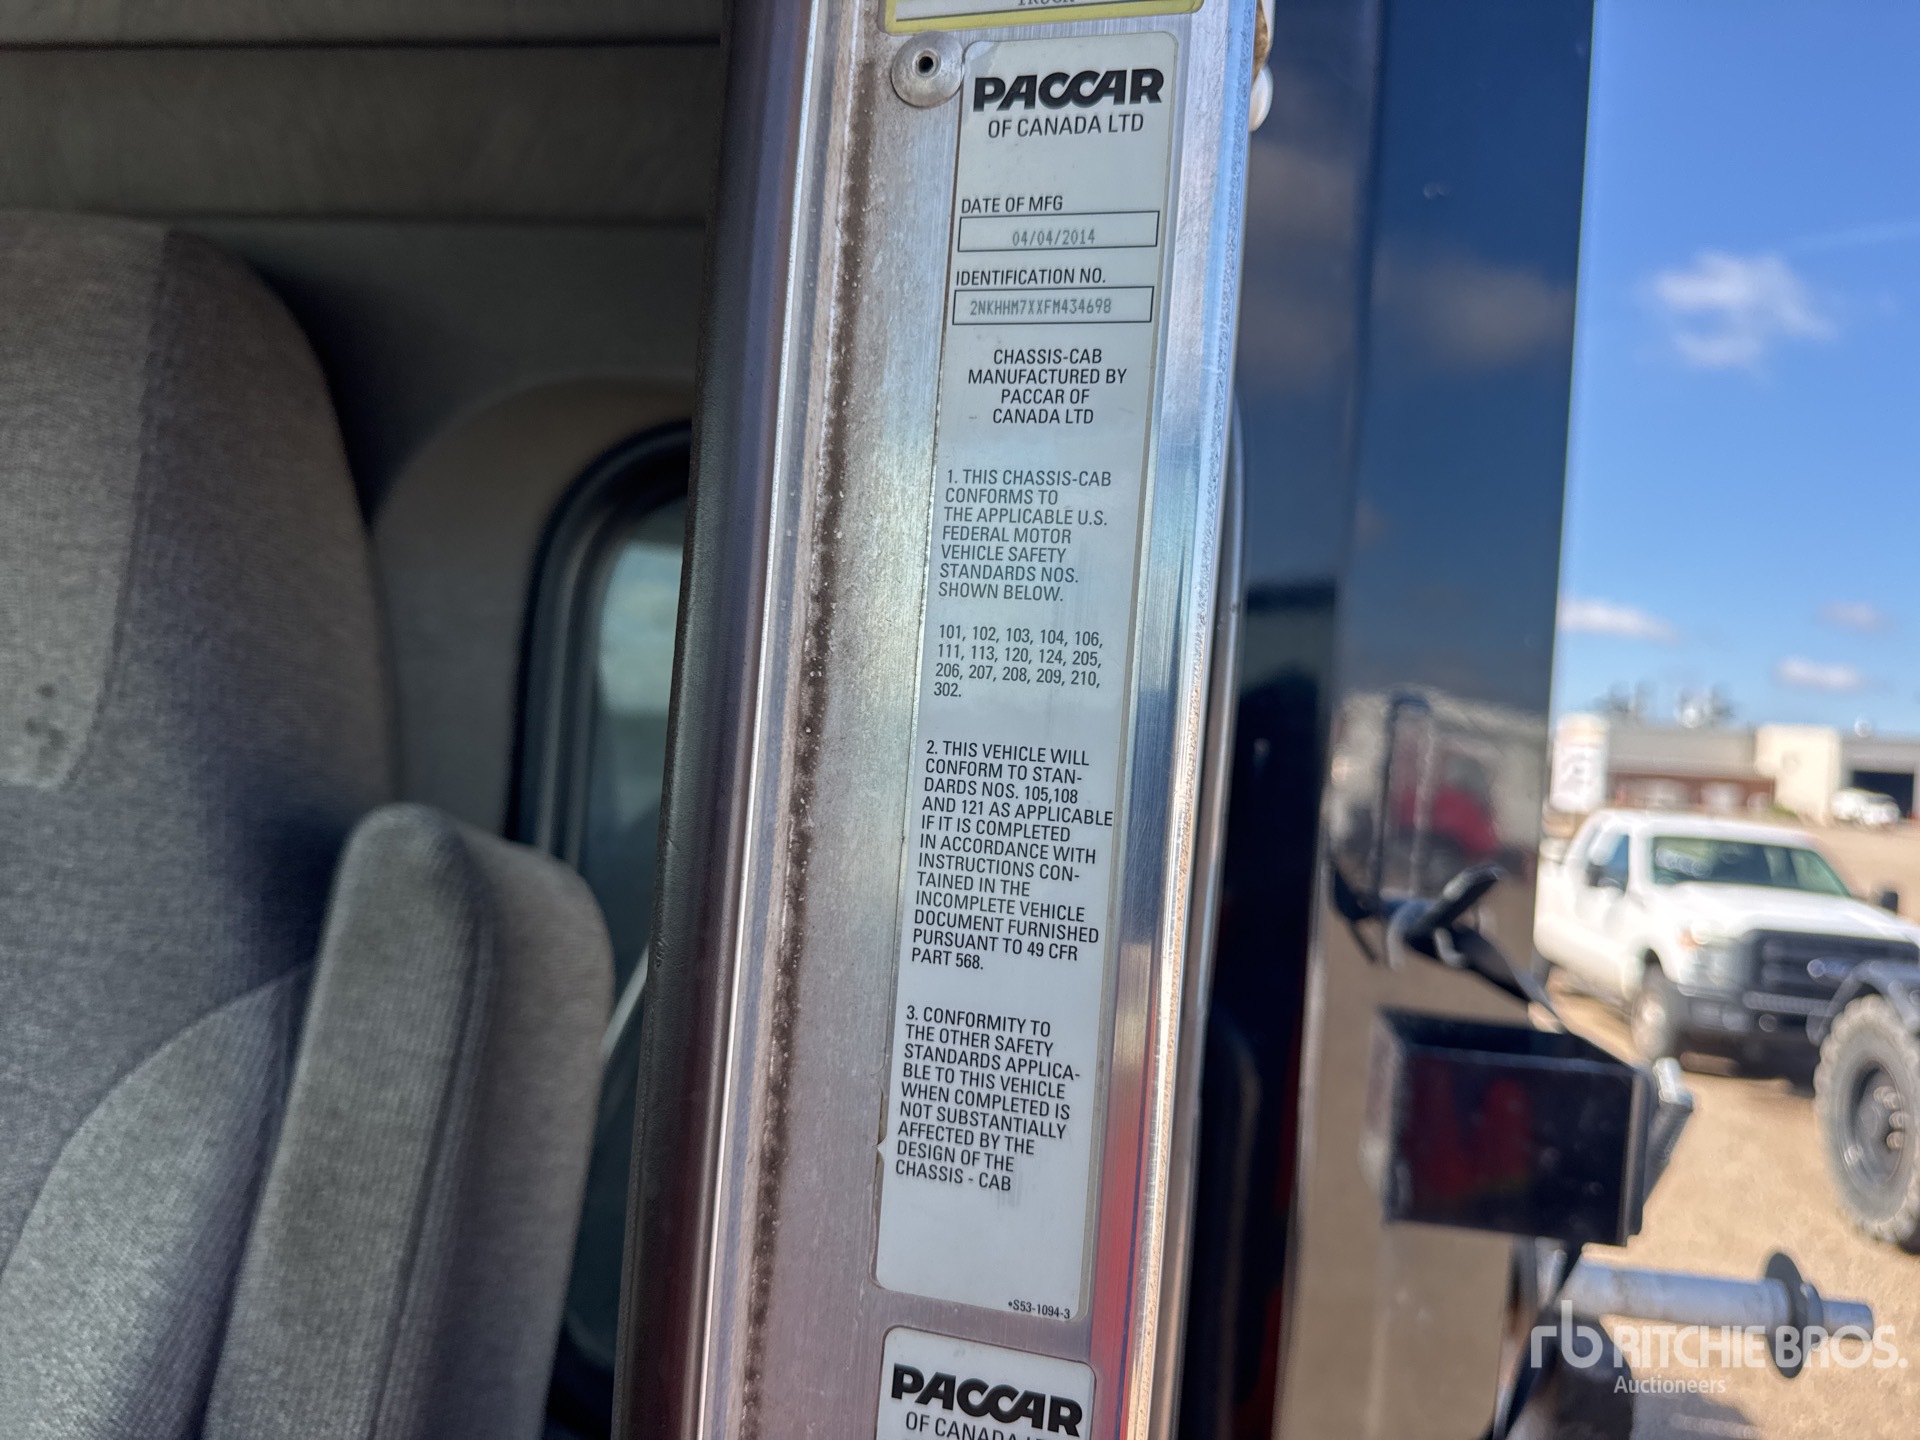 TRUCK
PACCAR
OF CANADA LTD
DATE OF MFG
04/04/2014
IDENTIFICATION NO.
2NKHHM7XXFM434698
CHASSIS-CAB
MANUFACTURED BY
PACCAR OF
CANADA LTD
1. THIS CHASSIS-CAB
CONFORMS TO
THE APPLICABLE U.S.
FEDERAL MOTOR
VEHICLE SAFETY
STANDARDS NOS.
SHOWN BELOW.
101, 102, 103, 104, 106,
111, 113, 120, 124, 205,
206, 207, 208, 209, 210,
302.
2. THIS VEHICLE WILL
CONFORM TO STAN-
DARDS NOS. 105,108
AND 121 AS APPLICABLE
IF IT IS COMPLETED
IN ACCORDANCE WITH
INSTRUCTIONS CON-
TAINED IN THE
INCOMPLETE VEHICLE
DOCUMENT FURNISHED
PURSUANT TO 49 CFR
PART 568.
3. CONFORMITY TO
THE OTHER SAFETY
STANDARDS APPLICA-
BLE TO THIS VEHICLE
WHEN COMPLETED IS
NOT SUBSTANTIALLY
AFFECTED BY THE
DESIGN OF THE
CHASSIS - CAB
*S53-1094-3
PACCAR
OF CANADA
rb RITCHIE BROS.
Auctioneers